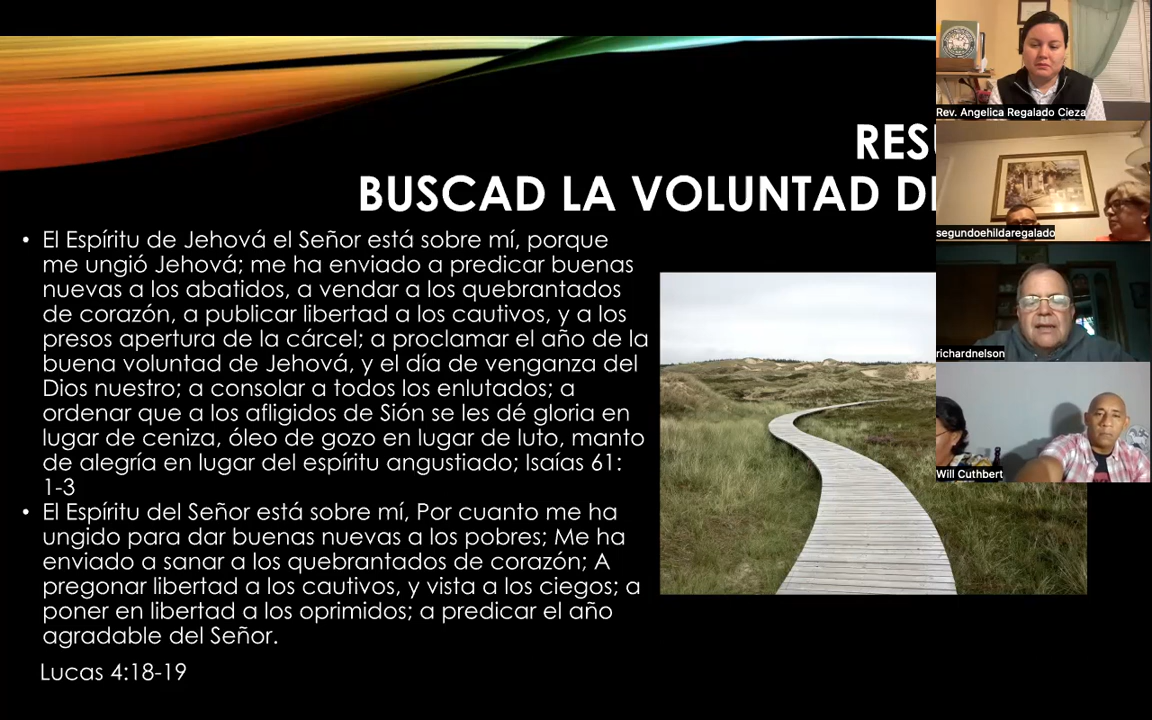 BUSCAD LA VOLUNTAD
• El Espíritu de Jehová el Señor está sobre mí, porque
me ungió Jehová; me ha enviado a predicar buenas
nuevas a los abatidos, a vendar a los quebrantados
de corazón, a publicar libertad a los cautivos, y a los
presos apertura de la cárcel; a proclamar el año de la
buena voluntad de Jehová, y el día de venganza del
Dios nuestro; a consolar a todos los enlutados; a
ordenar que a los afligidos de Sión se les dé gloria en
lugar de ceniza, óleo de gozo en lugar de luto, manto
de alegría en lugar del espíritu angustiado; Isaías 61:
1-3
• El Espíritu del Señor está sobre mí, Por cuanto me ha
ungido para dar buenas nuevas a los pobres; Me ha
enviado a sanar a los quebrantados de corazón; A
pregonar libertad a los cautivos, y vista a los ciegos; a
poner en libertad a los oprimidos; a predicar el año
agradable del Señor.
Lucas 4:18-19
Rev. Angelica Regalado Cieza
segundoehildaregalado
richardnelson
Will Cuthbert